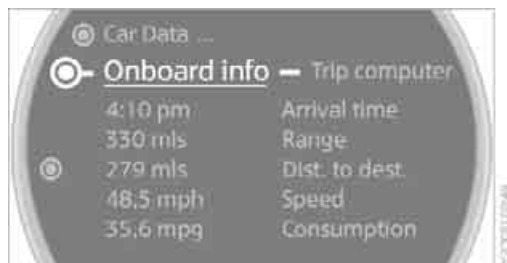 Car Data ...
Onboard info Trip computer
4:10 pm Arrival time
330 mls Range
279 mls Dist. to dest.
48.5 mph Speed
35.6 mpg Consumption